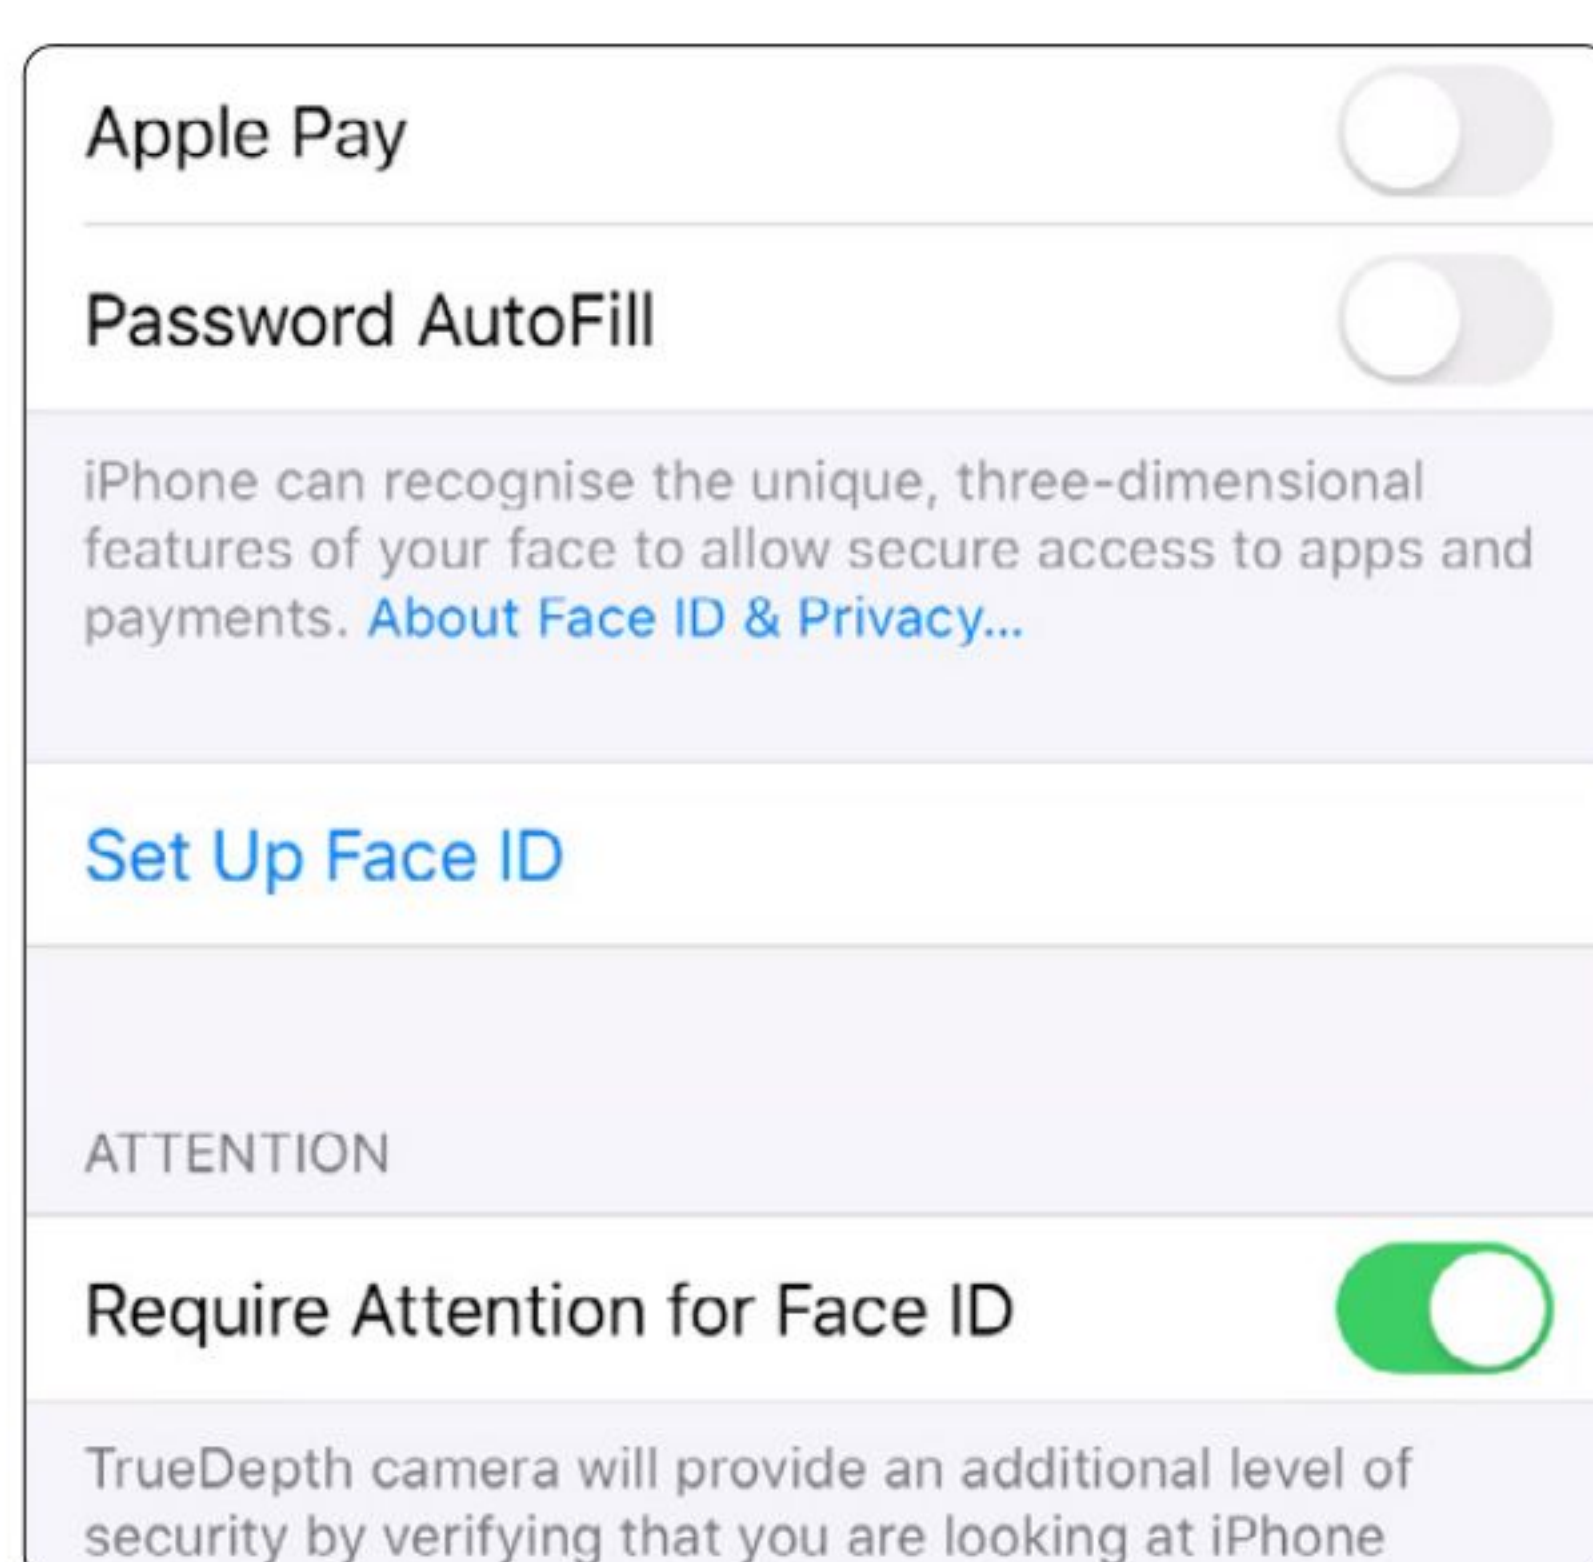 Apple Pay
Password AutoFill
iPhone can recognise the unique, three-dimensional
features of your face to allow secure access to apps and
payments. About Face ID & Privacy...
Set Up Face ID
ATTENTION
Require Attention for Face ID
TrueDepth camera will provide an additional level of
security by verifying that you are looking at iPhone